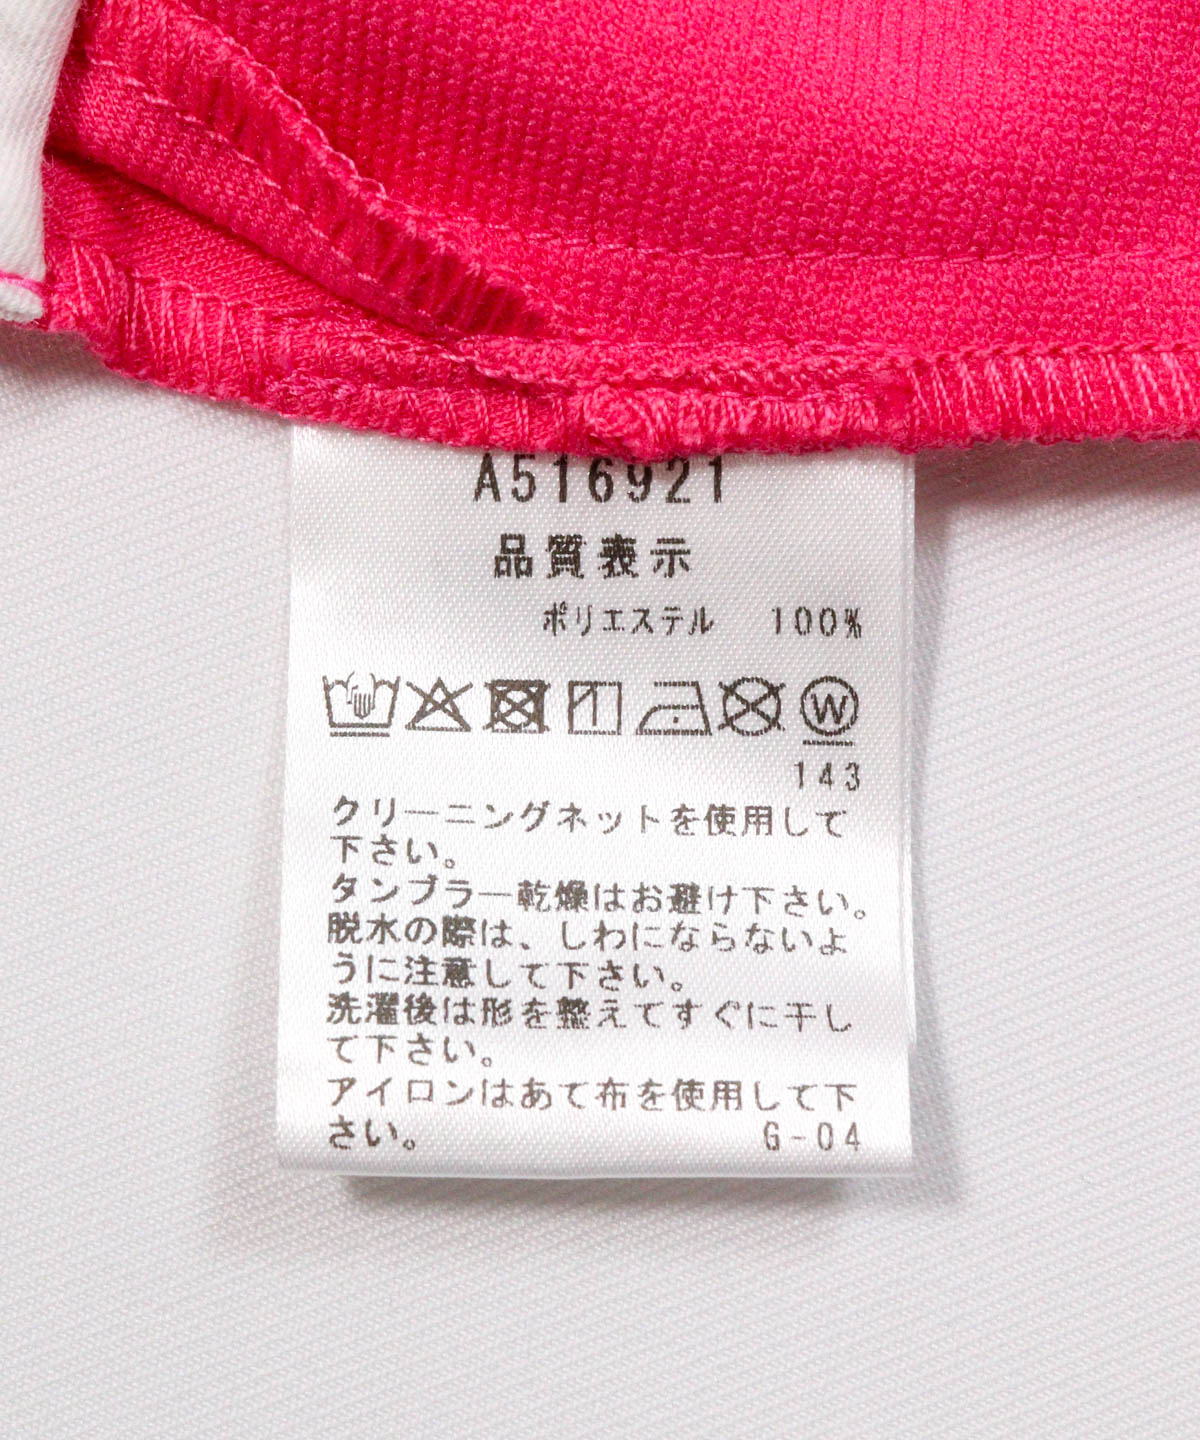 A516921
品質表示
ポリエステル 100%
W
143
クリーニングネットを使用して
下さい。
タンブラー乾燥はお避け下さい。
脱水の際は、しわにならないよ
うに注意して下さい。
洗濯後は形を整えてすぐに干し
て下さい。
アイロンはあて布を使用して下
さい。 G-04